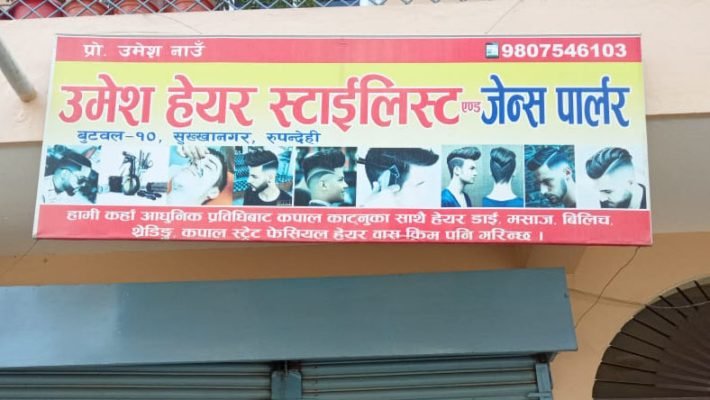 प्रो. उमेश नाउँ 9807546103
उमेश हेयर स्टाईलिस्ट एण्ड जेन्स पार्लर
बुटवल-१०, सुख्खानगर, रुपन्देही
हामी कहाँ आधुनिक प्रविधिबाट कपाल काट्नुका साथै हेयर डाई, मसाज, बिलिच,
थ्रेडिङ्ग, कपाल स्ट्रेट फेसियल हेयर वास क्रिम पनि गरिन्छ ।